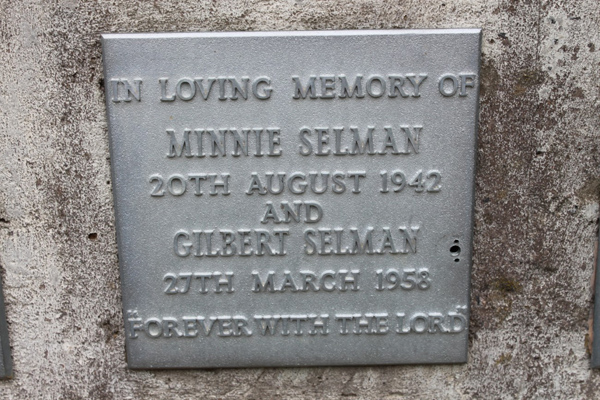 IN LOVING MEMORY OF
MINNIE SELMAN
20TH AUGUST 1942
AND
GILBERT SELMAN
27TH MARCH 1958
"FOREVER WITH THE LORD"